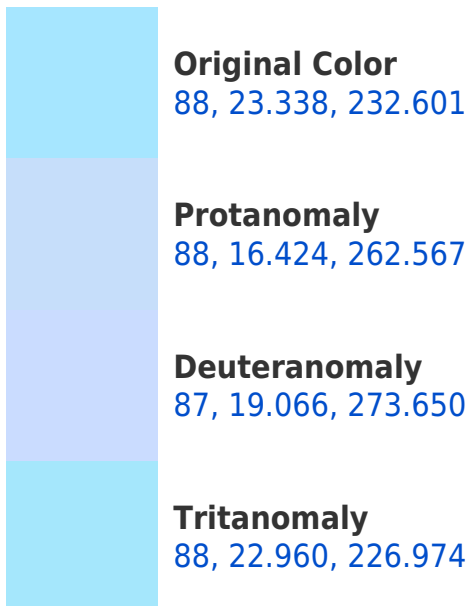 Original Color
88, 23.338, 232.601
Protanomaly
88, 16.424, 262.567
Deuteranomaly
87, 19.066, 273.650
Tritanomaly
88, 22.960, 226.974